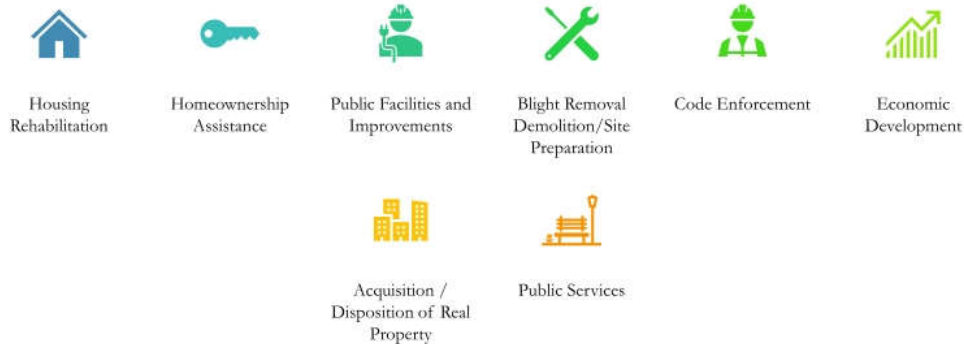 Housing
Rehabilitation
Homeownership
Assistance
Public Facilities and
Improvements
Blight Removal
Demolition/Site
Preparation
Code Enforcement
Economic
Development
Acquisition /
Disposition of Real
Property
Public Services